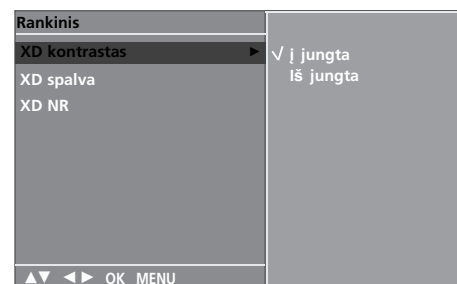 Rankinis
XD kontrastas ►
XD spalva
XD NR
√ į jungta
Iš jungta
▲▼ ◄► OK MENU